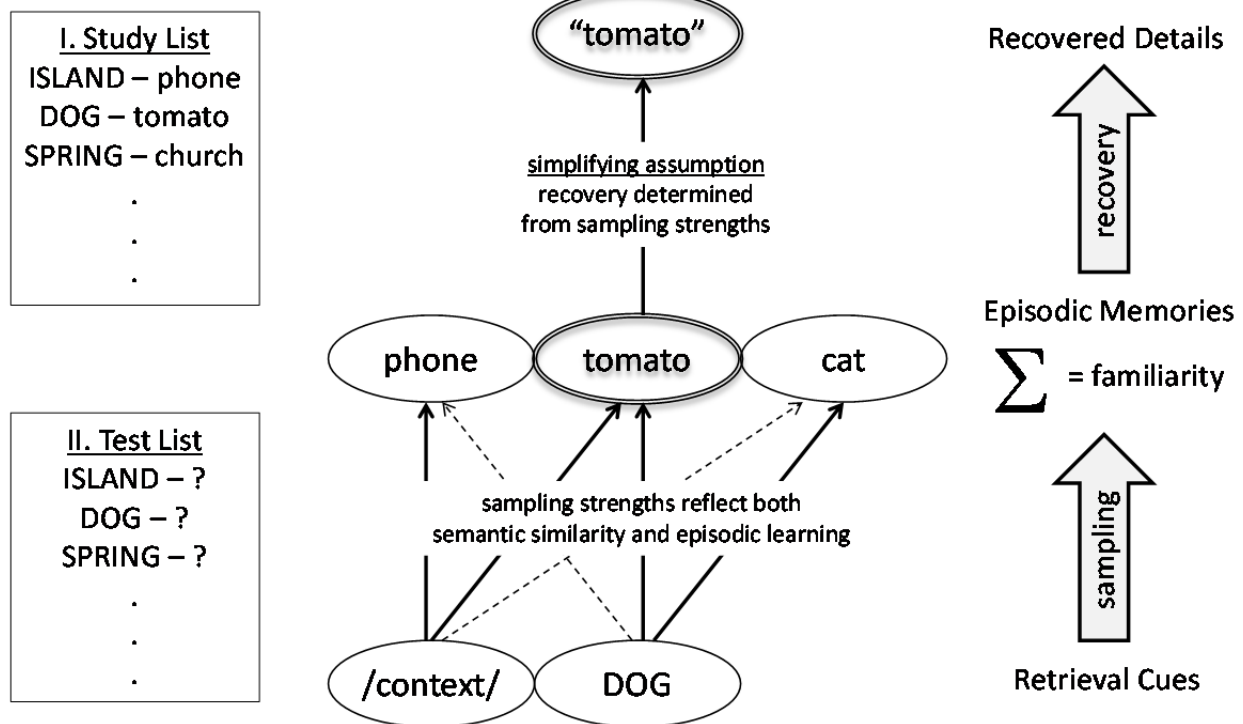 I. Study List
ISLAND – phone
DOG – tomato
SPRING – church
.
.
.
II. Test List
ISLAND – ?
DOG – ?
SPRING – ?
.
.
.
“tomato”
simplifying assumption
recovery determined
from sampling strengths
phone
tomato
cat
sampling strengths reflect both
semantic similarity and episodic learning
/context/
DOG
Recovered Details
recovery
Episodic Memories
∑ = familiarity
sampling
Retrieval Cues